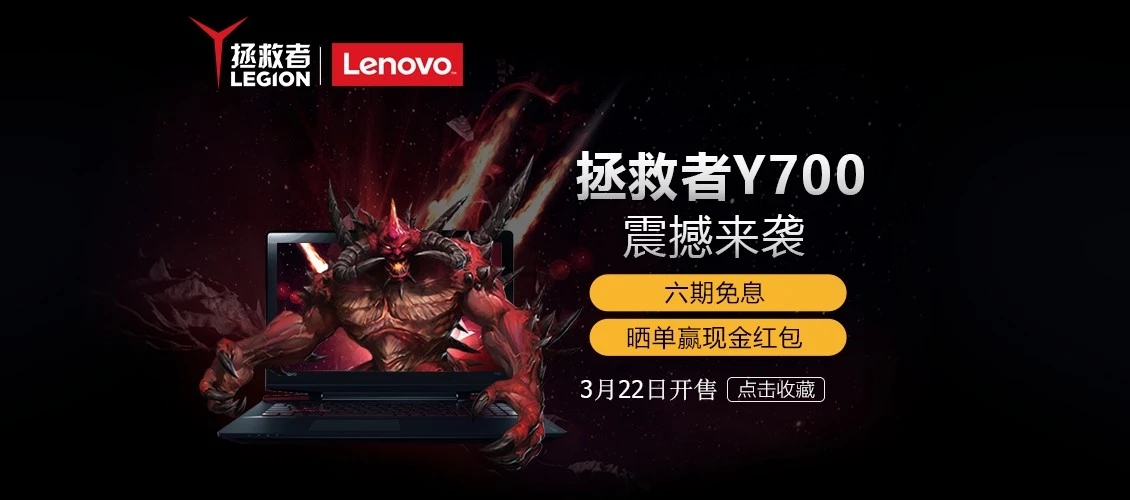 拯救者
LEGION
Lenovo
拯救者Y700
震撼来袭
六期免息
晒单赢现金红包
3月22日开售 点击收藏